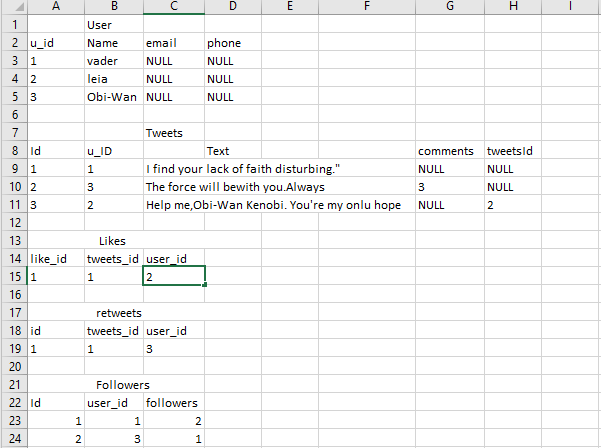 A B C D E F G H I
1 User
2 u_id Name email phone
3 1 vader NULL NULL
4 2 leia NULL NULL
5 3 Obi-Wan NULL NULL
6
7 Tweets
8 Id u_ID Text comments tweetsId
9 1 1 I find your lack of faith disturbing." NULL NULL
10 2 3 The force will bewith you.Always 3 NULL
11 3 2 Help me,Obi-Wan Kenobi. You're my onlu hope NULL 2
12
13 Likes
14 like_id tweets_id user_id
15 1 1 2
16
17 retweets
18 id tweets_id user_id
19 1 1 3
20
21 Followers
22 Id user_id followers
23 1 1 2
24 2 3 1